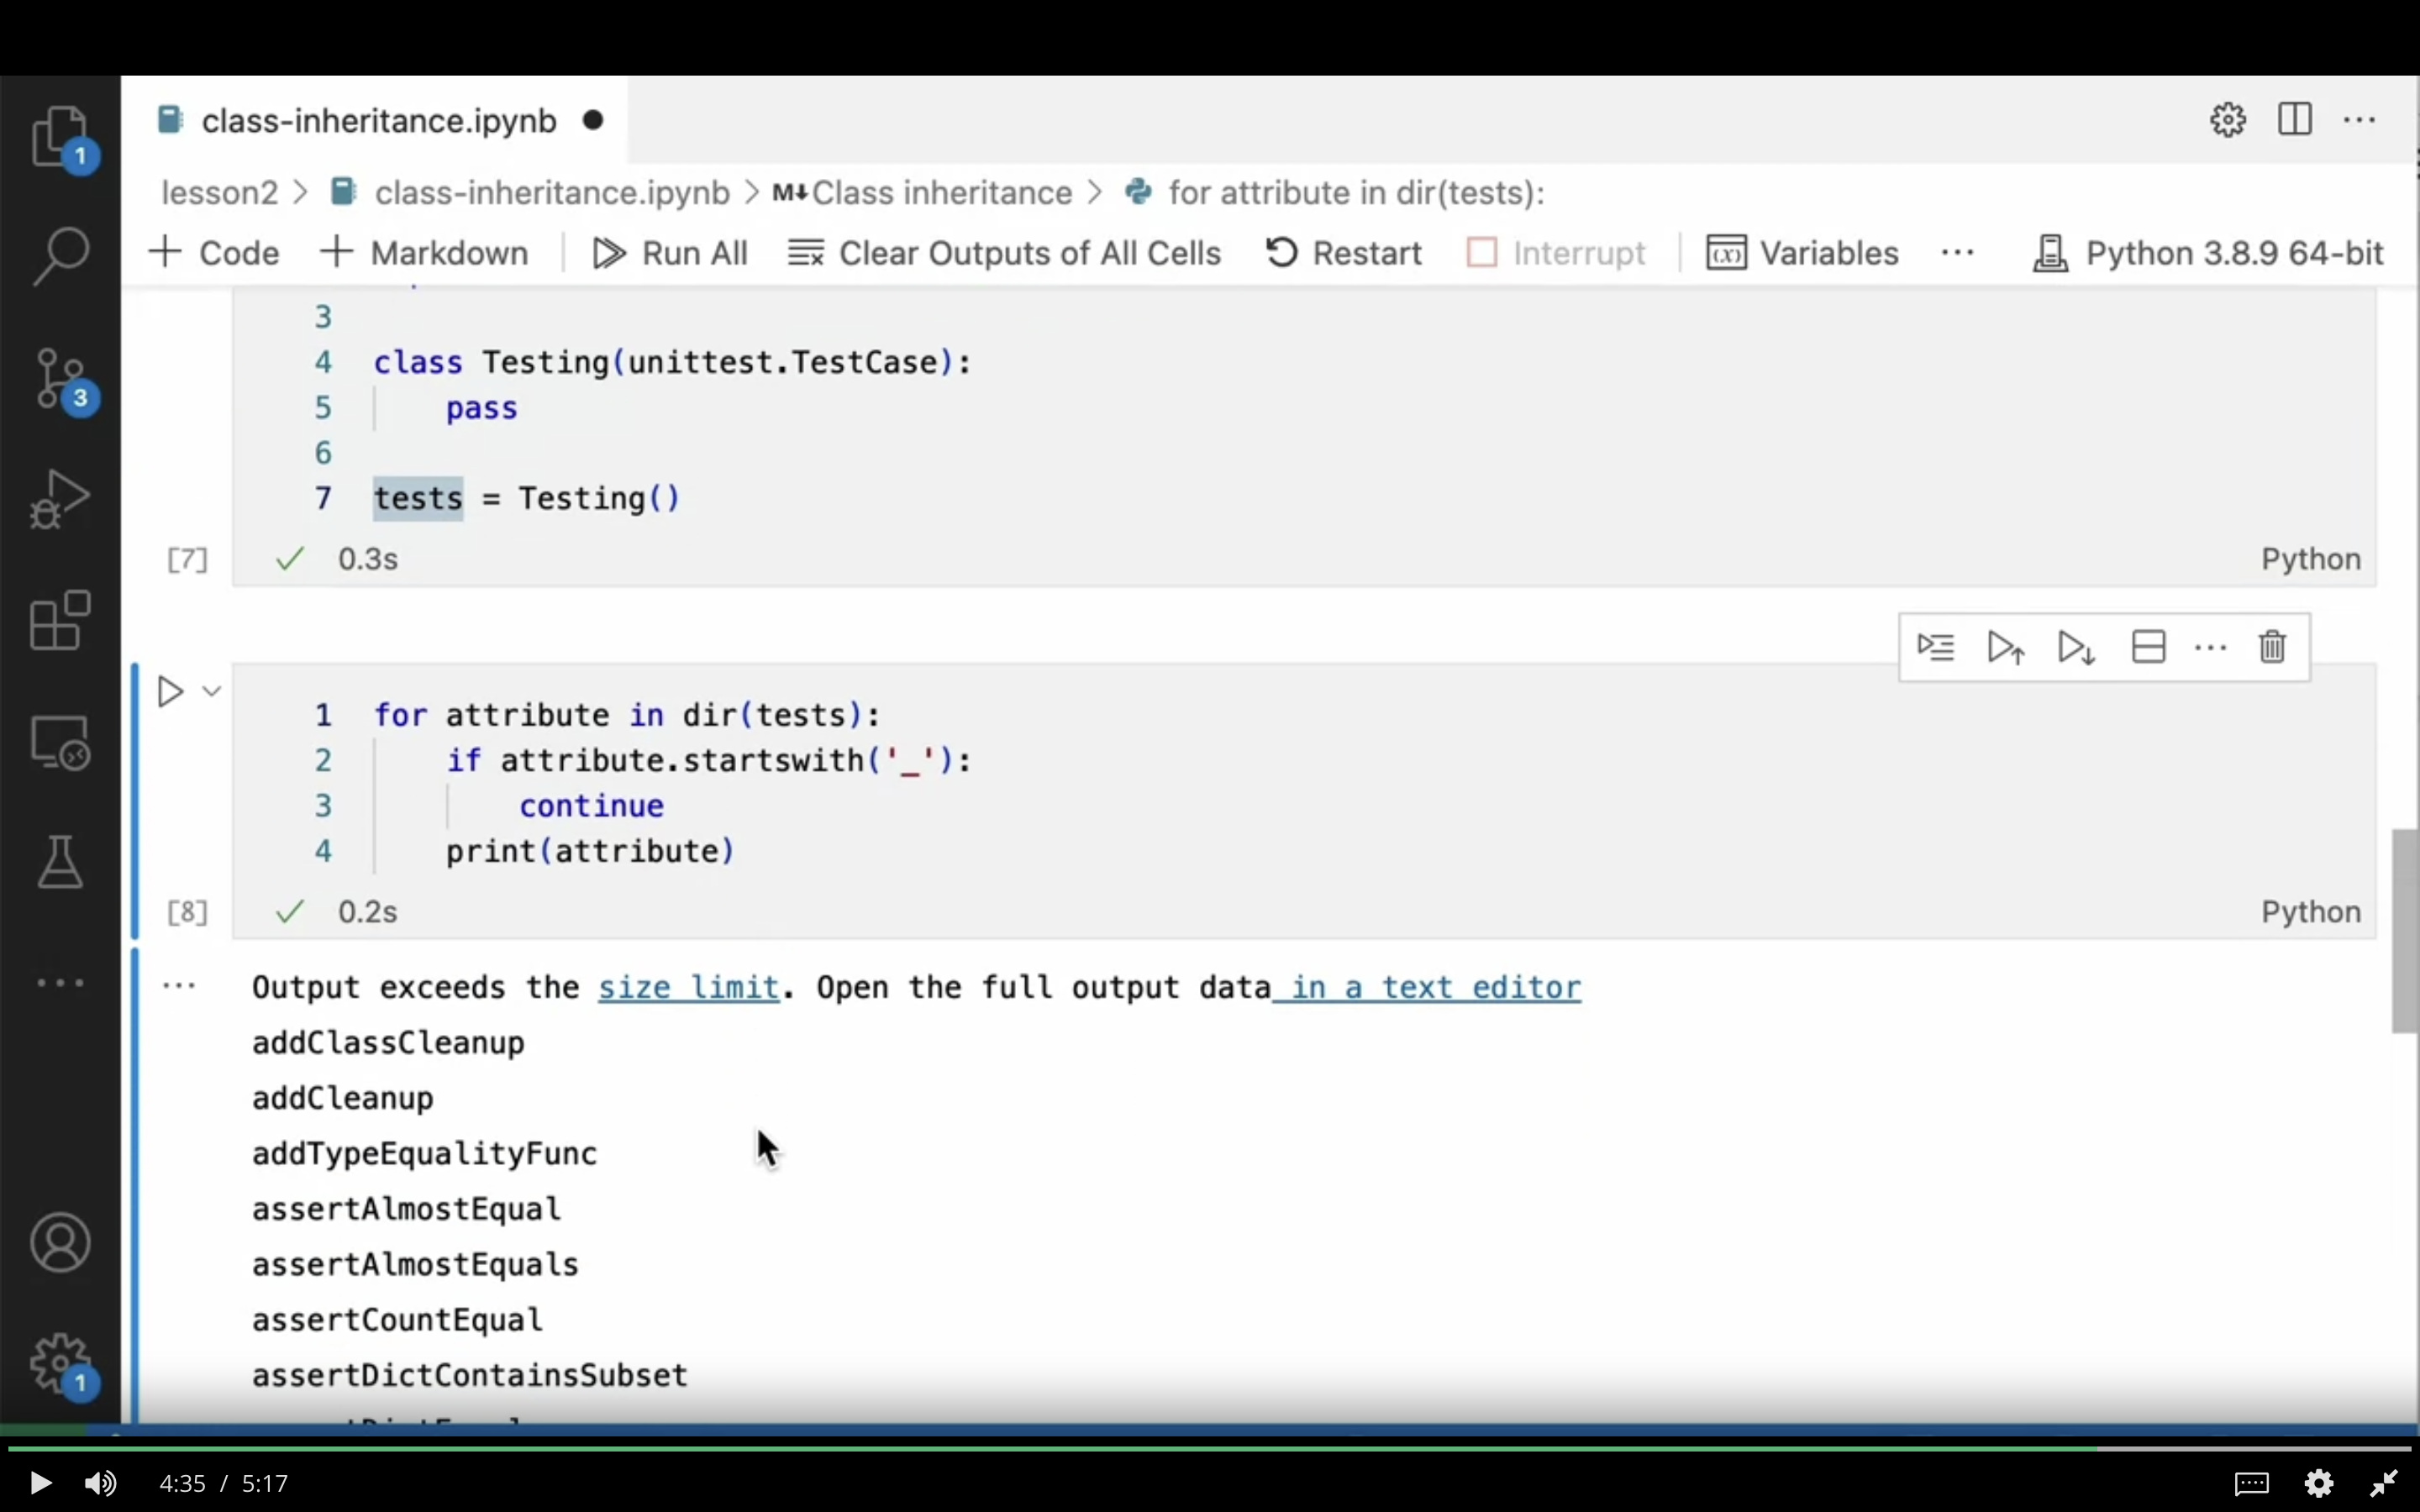 class-inheritance.ipynb
1
lesson2 > class-inheritance.ipynb > M↓Class inheritance > for attribute in dir(tests):
+ Code + Markdown Run All Clear Outputs of All Cells Restart Interrupt (x) Variables ··· Python 3.8.9 64-bit
3
4 class Testing(unittest.TestCase):
3
5 pass
6
7 tests = Testing()
[7] ✓ 0.3s Python
1 for attribute in dir(tests):
2 if attribute.startswith('_'):
3 continue
4 print(attribute)
[8] ✓ 0.2s Python
··· Output exceeds the size limit. Open the full output data in a text editor
addClassCleanup
addCleanup
addTypeEqualityFunc
assertAlmostEqual
assertAlmostEquals
assertCountEqual
assertDictContainsSubset
1
4:35 / 5:17